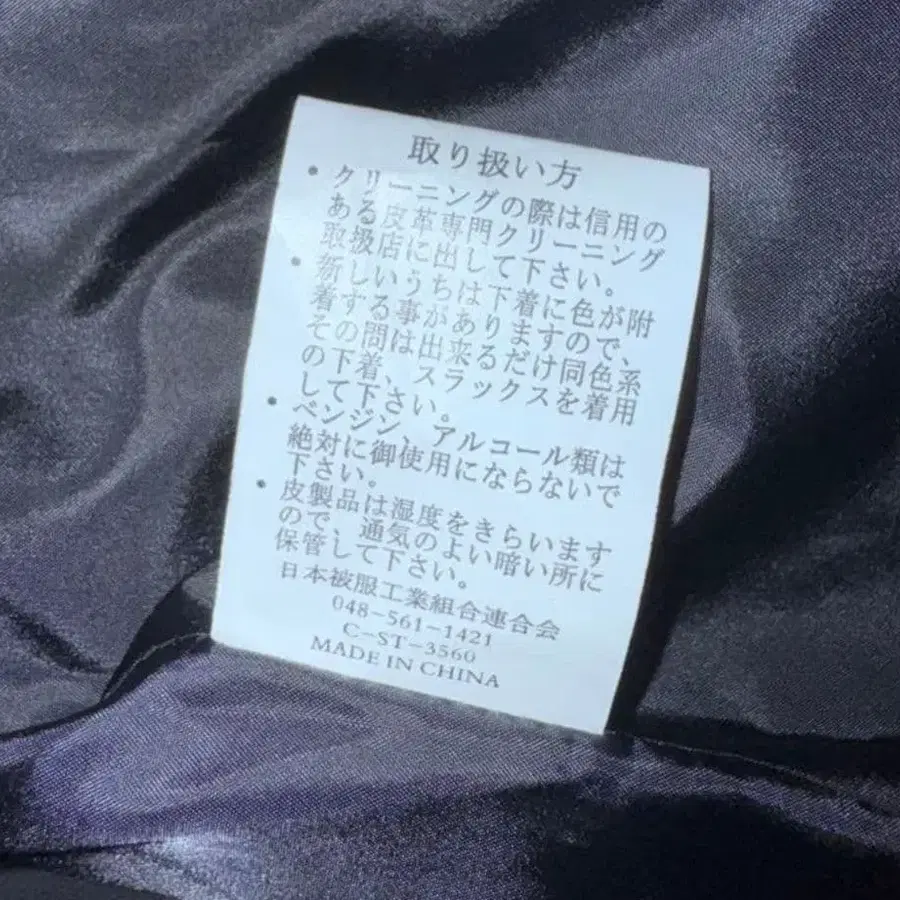 取り扱い方
・クリーニングの際は信用の
ある皮革専門クリーニング
取扱店に出して下さい。
・新しいうちは下着に色が附
着する事がありますので、
その間は出来るだけ同色系
の下着、スラックスを着用
して下さい。
・ベンジン、アルコール類は
絶対に御使用にならないで
下さい。
・皮製品は湿度をきらいます
ので、通気のよい暗い所に
保管して下さい。
日本被服工業組合連合会
048-561-1421
C-ST-3560
MADE IN CHINA